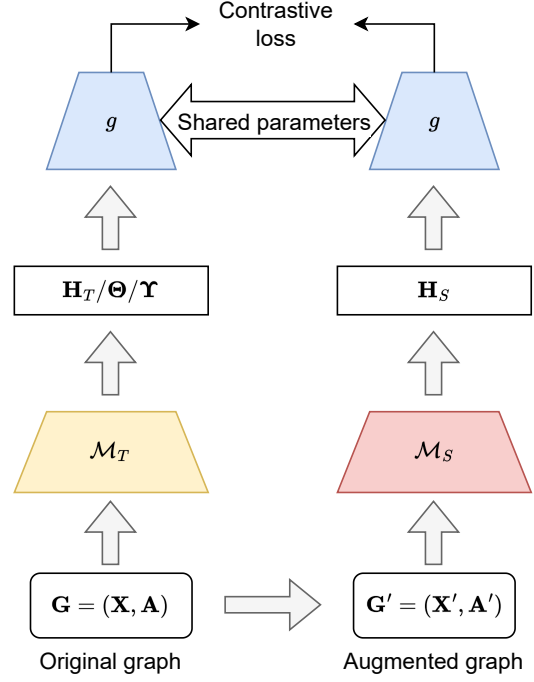 Contrastive
loss
g
Shared parameters
g
H_T/Θ/ϒ
H_S
ℳ_T
ℳ_S
G = (X, A)
G′ = (X′, A′)
Original graph
Augmented graph